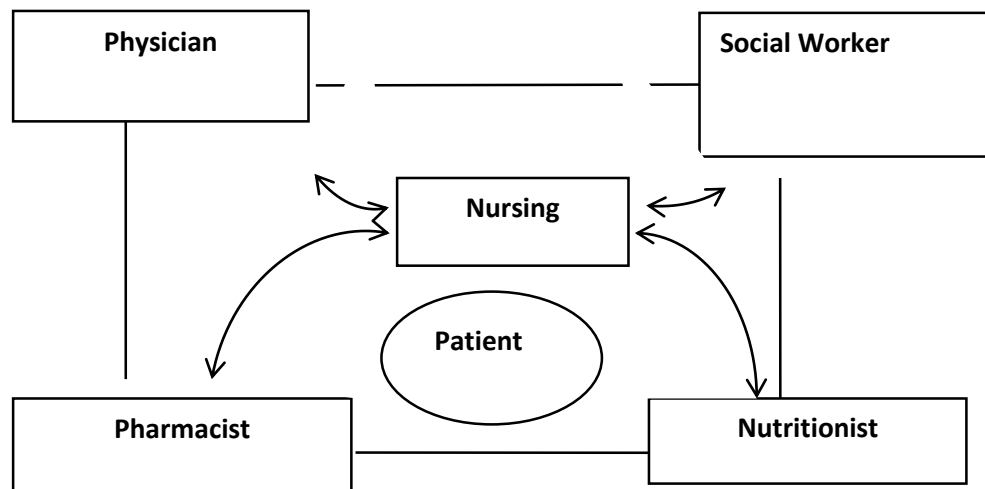 Physician
Social Worker
Nursing
Patient
Pharmacist
Nutritionist